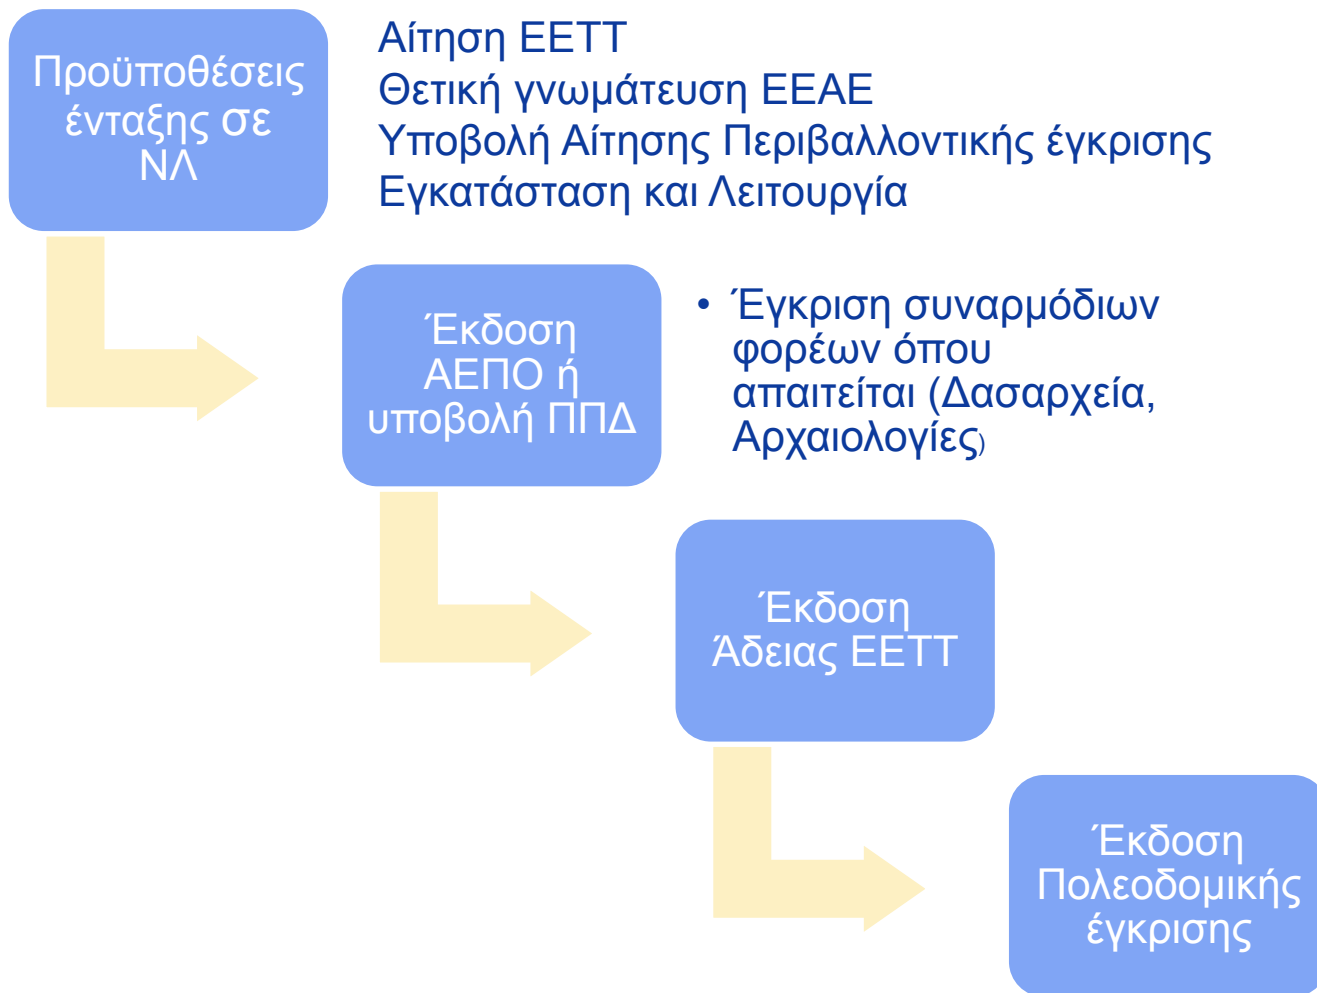 Προϋποθέσεις
ένταξης σε
ΝΛ
Αίτηση ΕΕΤΤ
Θετική γνωμάτευση ΕΕΑΕ
Υποβολή Αίτησης Περιβαλλοντικής έγκρισης
Εγκατάσταση και Λειτουργία
Έκδοση
ΑΕΠΟ ή
υποβολή ΠΠΔ
• Έγκριση συναρμόδιων
φορέων όπου
απαιτείται (Δασαρχεία,
Αρχαιολογίες)
Έκδοση
Άδειας ΕΕΤΤ
Έκδοση
Πολεοδομικής
έγκρισης